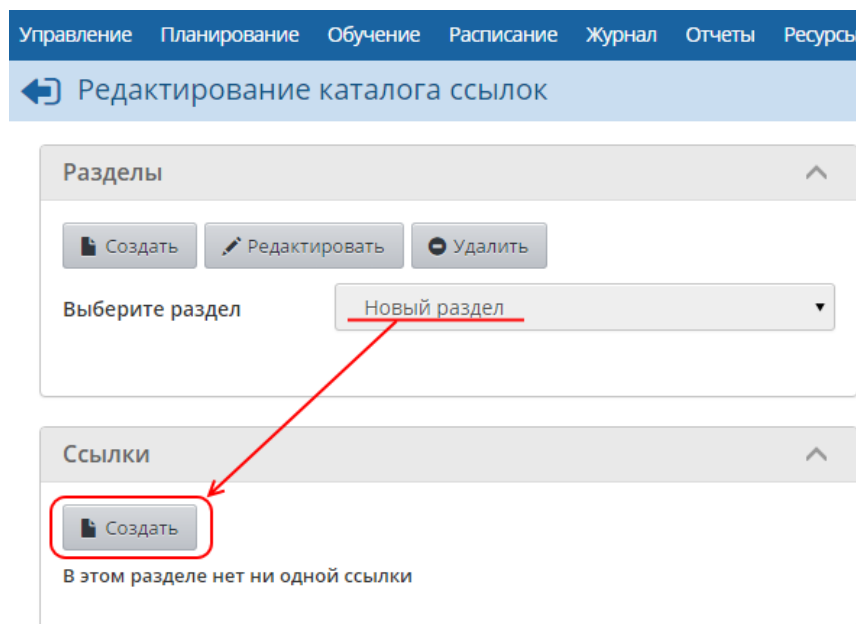 Управление Планирование Обучение Расписание Журнал Отчеты Ресурсы
Редактирование каталога ссылок
Разделы
Создать Редактировать Удалить
Выберите раздел Новый раздел
Ссылки
Создать
В этом разделе нет ни одной ссылки